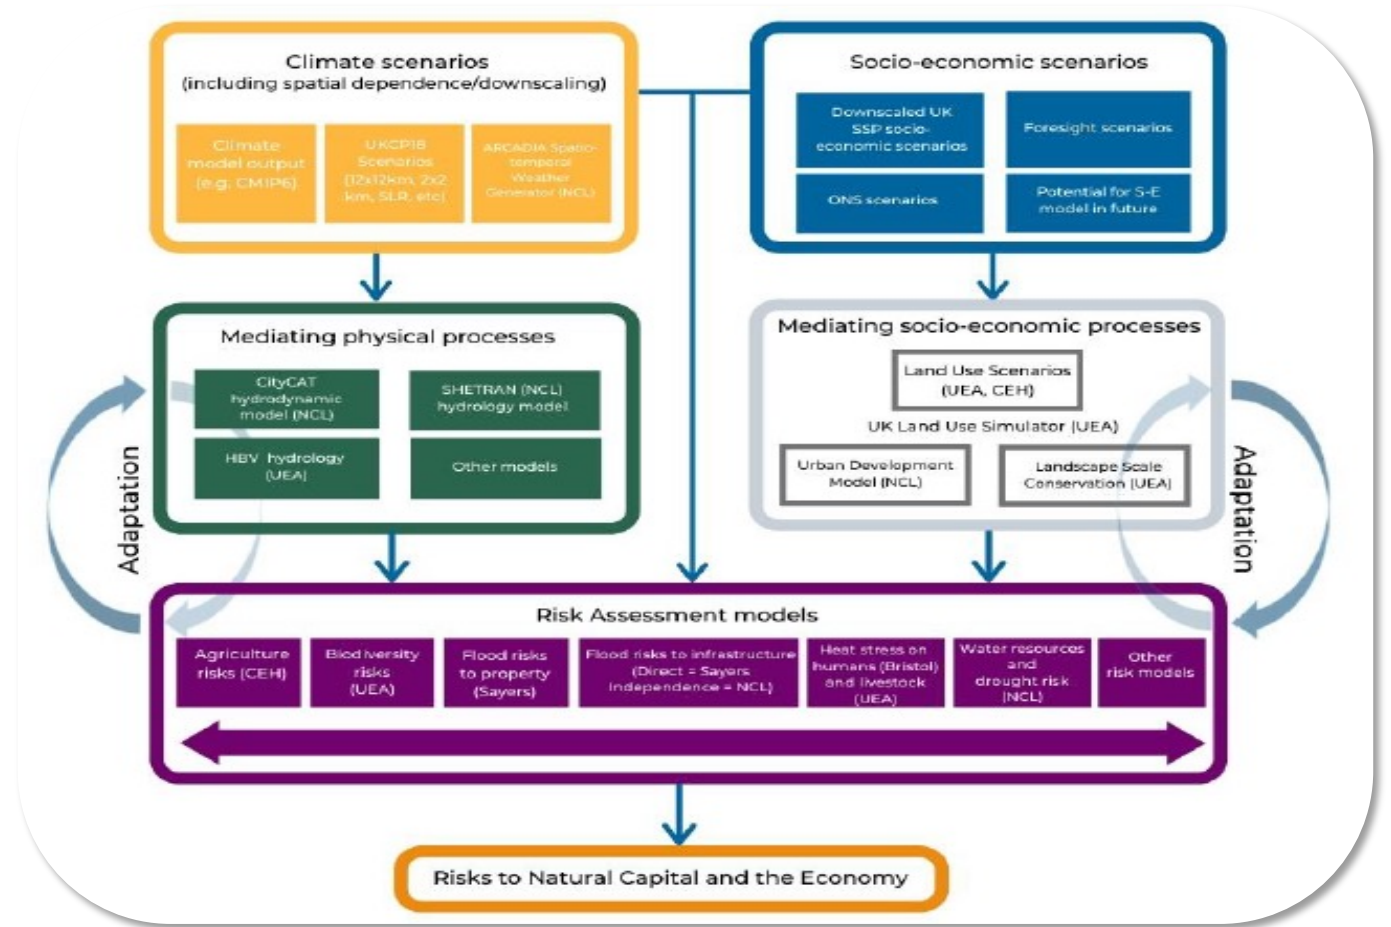 Climate scenarios
(including spatial dependence/downscaling)
Climate
model output
(e.g. CMIP6)
UKCP18
Scenarios
(12x12km, 2x2
km, SLR, etc)
ARCADIA Spatio-
temporal
Weather
Generator (NCL)
Socio-economic scenarios
Downscaled UK
SSP socio-
economic scenarios
Foresight scenarios
ONS scenarios
Potential for S-E
model in future
Mediating physical processes
CityCAT
hydrodynamic
model (NCL)
SHETRAN (NCL)
hydrology model
HBV hydrology
(UEA)
Other models
Mediating socio-economic processes
Land Use Scenarios
(UEA, CEH)
UK Land Use Simulator (UEA)
Urban Development
Model (NCL)
Landscape Scale
Conservation (UEA)
Adaptation
Adaptation
Risk Assessment models
Agriculture
risks (CEH)
Biodiversity
risks
(UEA)
Flood risks
to property
(Sayers)
Flood risks to infrastructure
(Direct = Sayers
Independence = NCL)
Heat stress on
humans (Bristol)
and livestock
(UEA)
Water resources
and
drought risk
(NCL)
Other
risk models
Risks to Natural Capital and the Economy